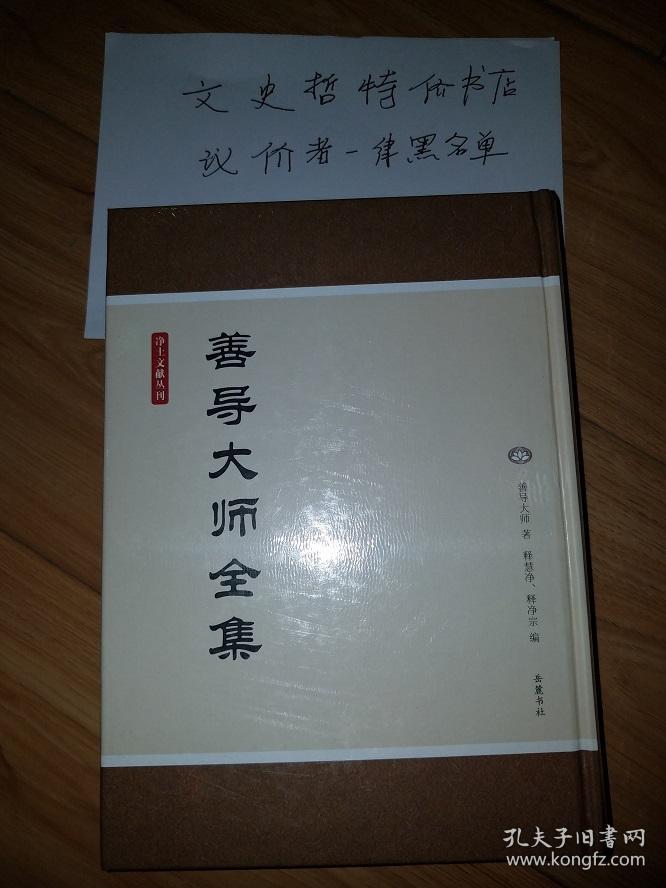 文史哲特价书店
议价者一律黑名单
净土文献丛刊
善导大师全集
善导大师 著 释慧净、释净宗 编
岳麓书社
孔夫子旧书网
www.kongfz.com